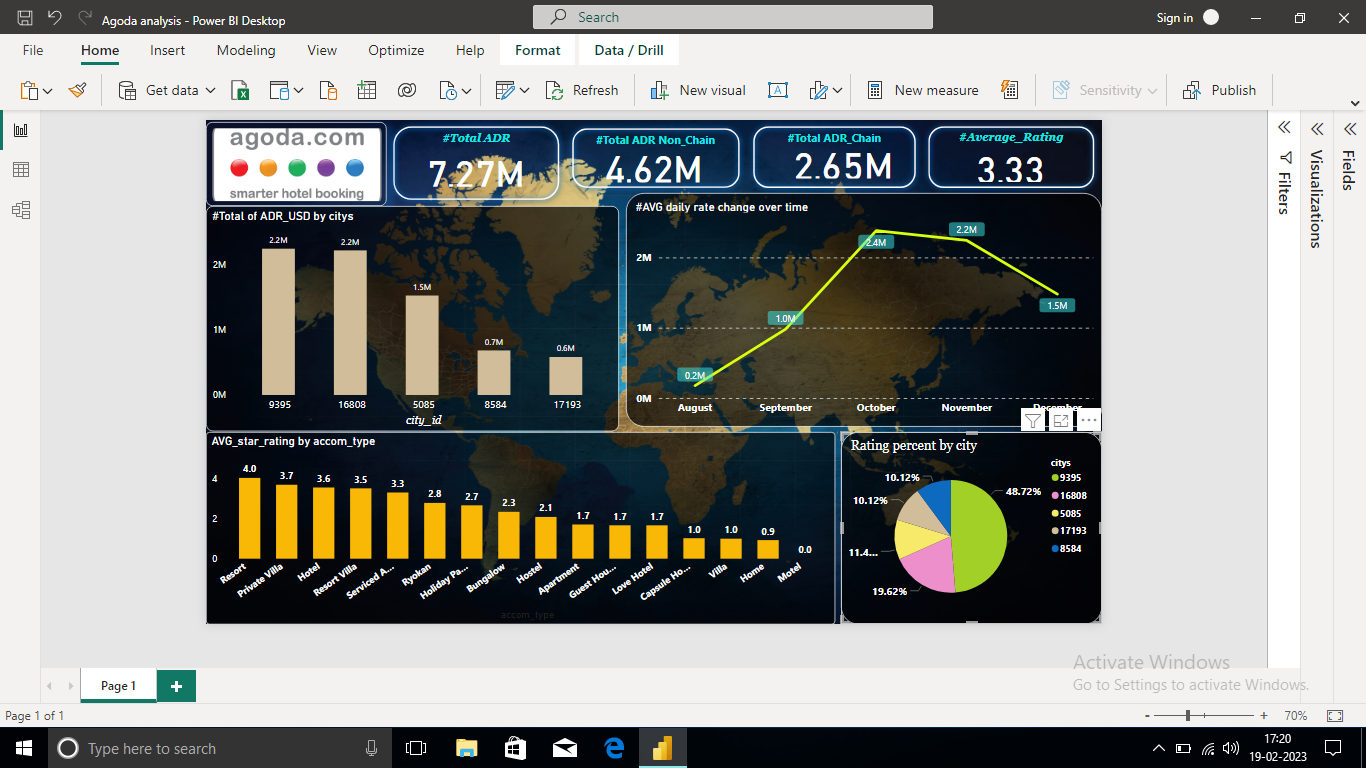 Agoda analysis - Power BI Desktop
Search
Sign in
File Home Insert Modeling View Optimize Help Format Data / Drill
Get data Refresh New visual New measure Sensitivity Publish
agoda.com
smarter hotel booking
#Total ADR
7.27M
#Total ADR Non_Chain
4.62M
#Total ADR_Chain
2.65M
#Average_Rating
3.33
#Total of ADR_USD by citys
2.2M 2.2M 1.5M 0.7M 0.6M
2M
1M
0M
9395 16808 5085 8584 17193
city_id
#AVG daily rate change over time
2M
1M
0M
0.2M 1.0M 2.4M 2.2M 1.5M
August September October November December
AVG_star_rating by accom_type
4
2
0
4.0 3.7 3.6 3.5 3.3 2.8 2.7 2.3 2.1 1.7 1.7 1.7 1.0 1.0 0.9 0.0
Resort Private Villa Hotel Resort Villa Serviced A... Ryokan Holiday Pa... Bungalow Hostel Apartment Guest Hou... Love Hotel Capsule Ho... Villa Home Motel
accom_type
Rating percent by city
10.12%
10.12%
11.4...
19.62%
48.72%
citys
9395
16808
5085
17193
8584
Filters
Visualizations
Fields
Activate Windows
Go to Settings to activate Windows.
Page 1
+
Page 1 of 1
- + 70%
Type here to search
17:20
19-02-2023